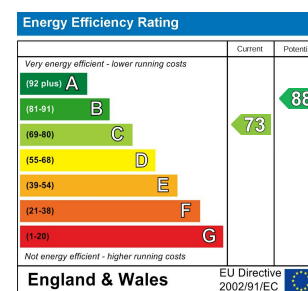 Energy Efficiency Rating
Current Potenti
Very energy efficient - lower running costs
(92 plus) A
(81-91) B
88
(69-80) C
73
(55-68) D
(39-54) E
(21-38) F
(1-20) G
Not energy efficient - higher running costs
England & Wales
EU Directive
2002/91/EC